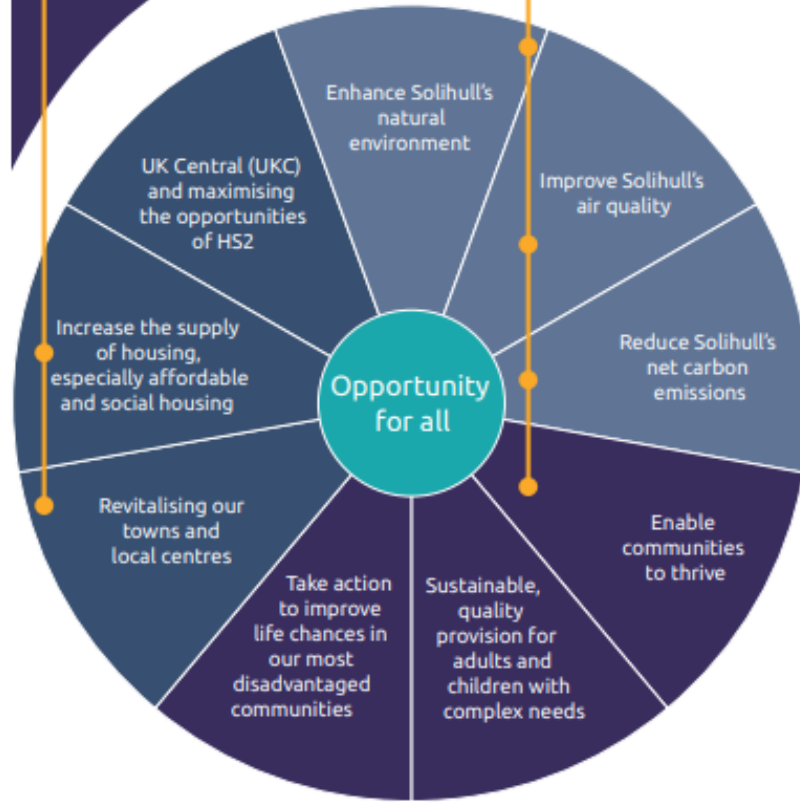 Enhance Solihull's
natural
environment
Improve Solihull's
air quality
Reduce Solihull's
net carbon
emissions
Enable
communities
to thrive
Sustainable,
quality
provision for
adults and
children with
complex needs
Take action
to improve
life chances in
our most
disadvantaged
communities
Revitalising our
towns and
local centres
Increase the supply
of housing,
especially affordable
and social housing
UK Central (UKC)
and maximising
the opportunities
of HS2
Opportunity
for all